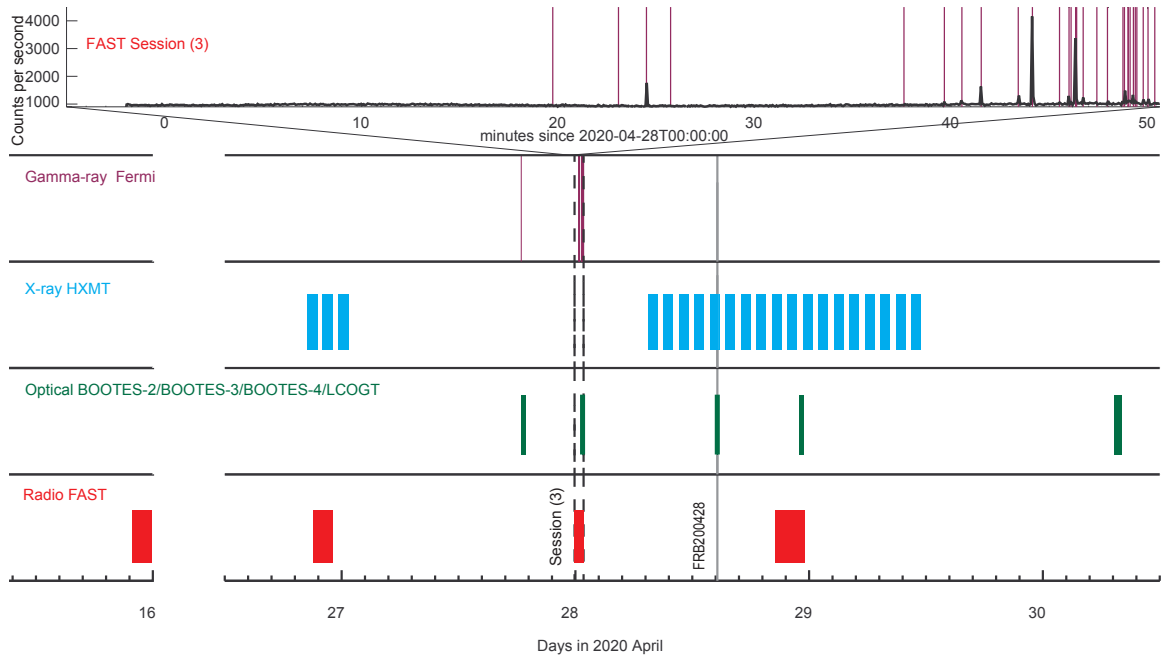 4000
3000
2000
1000
Counts per second
FAST Session (3)
0
10
20
30
40
50
minutes since 2020-04-28T00:00:00
Gamma-ray Fermi
X-ray HXMT
Optical BOOTES-2/BOOTES-3/BOOTES-4/LCOGT
Radio FAST
Session (3)
FRB200428
16
27
28
29
30
Days in 2020 April